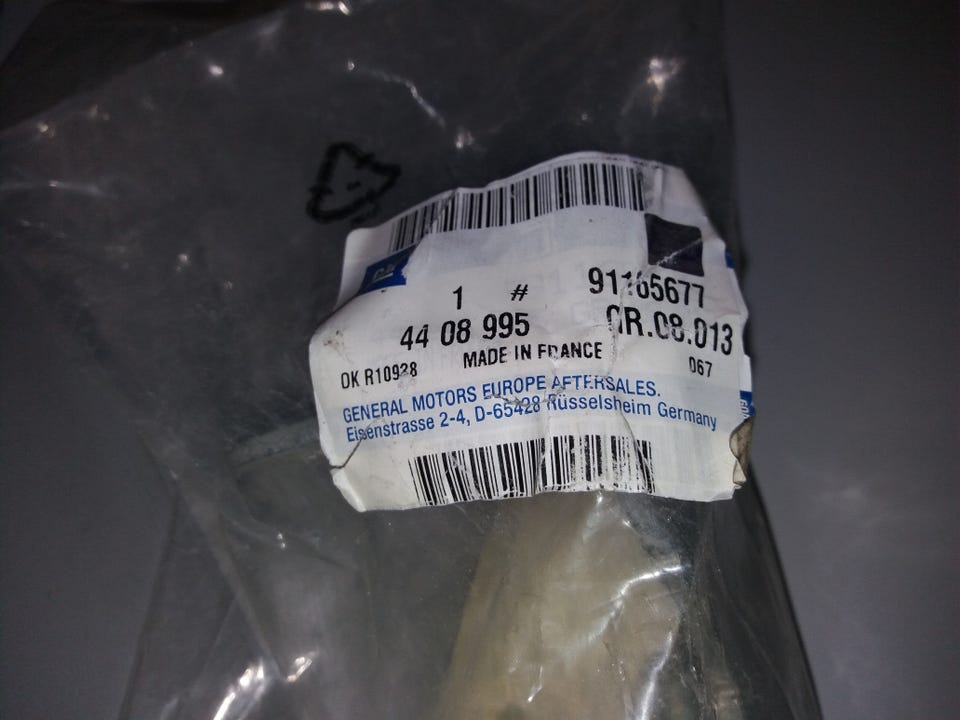 GM
1 # 91165677
44 08 995 GR.08.013
OK R10928 MADE IN FRANCE 067
GENERAL MOTORS EUROPE AFTERSALES.
Eisenstrasse 2-4, D-65428 Rüsselsheim Germany